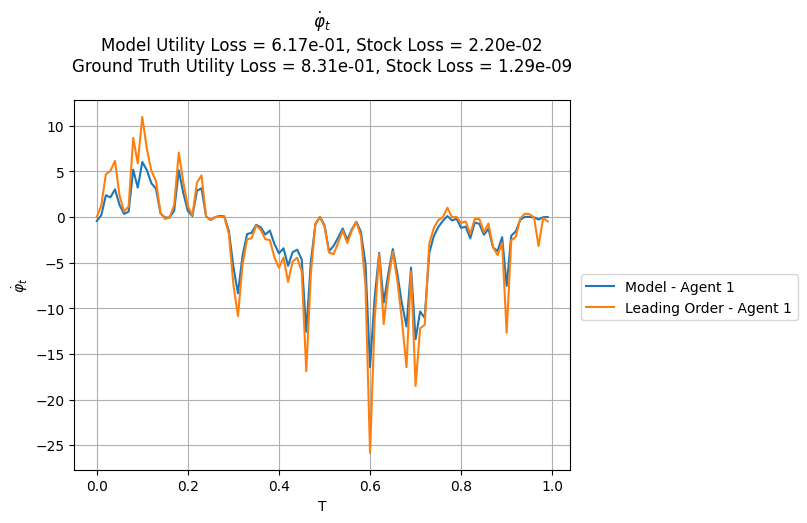 φ̇ₜ
Model Utility Loss = 6.17e-01, Stock Loss = 2.20e-02
Ground Truth Utility Loss = 8.31e-01, Stock Loss = 1.29e-09
10
5
0
−5
−10
−15
−20
−25
φ̇ₜ
0.0 0.2 0.4 0.6 0.8 1.0
T
Model - Agent 1
Leading Order - Agent 1